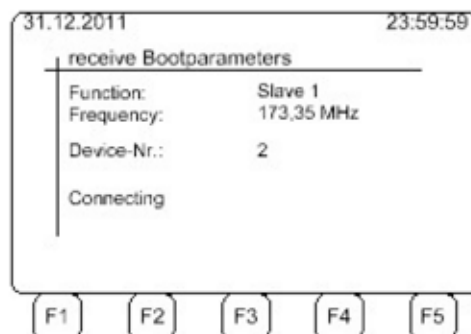 31.12.2011 23:59:59
receive Bootparameters
Function: Slave 1
Frequency: 173,35 MHz
Device-Nr.: 2
Connecting
F1 F2 F3 F4 F5